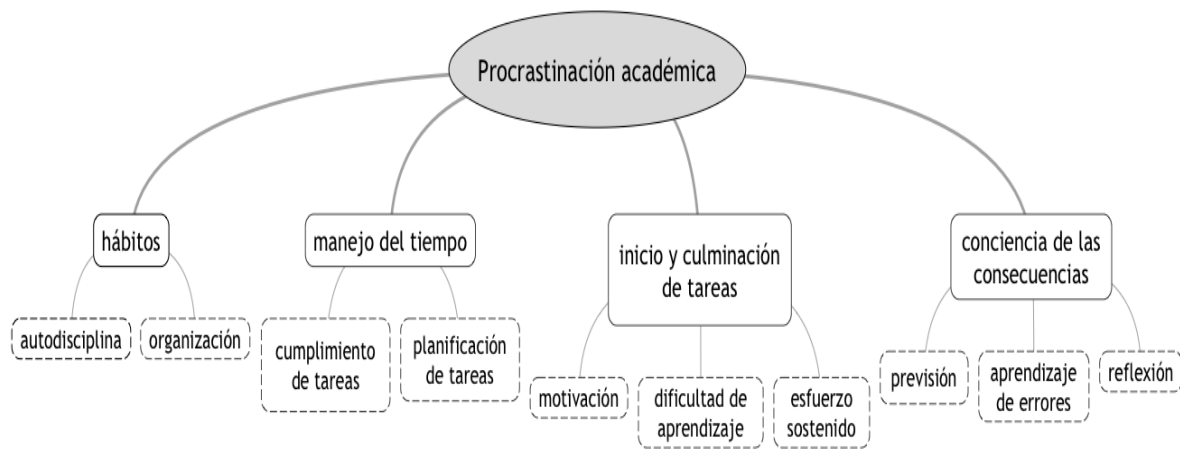 Procrastinación académica
hábitos
manejo del tiempo
inicio y culminación
de tareas
conciencia de las
consecuencias
autodisciplina
organización
cumplimiento
de tareas
planificación
de tareas
motivación
dificultad de
aprendizaje
esfuerzo
sostenido
previsión
aprendizaje
de errores
reflexión